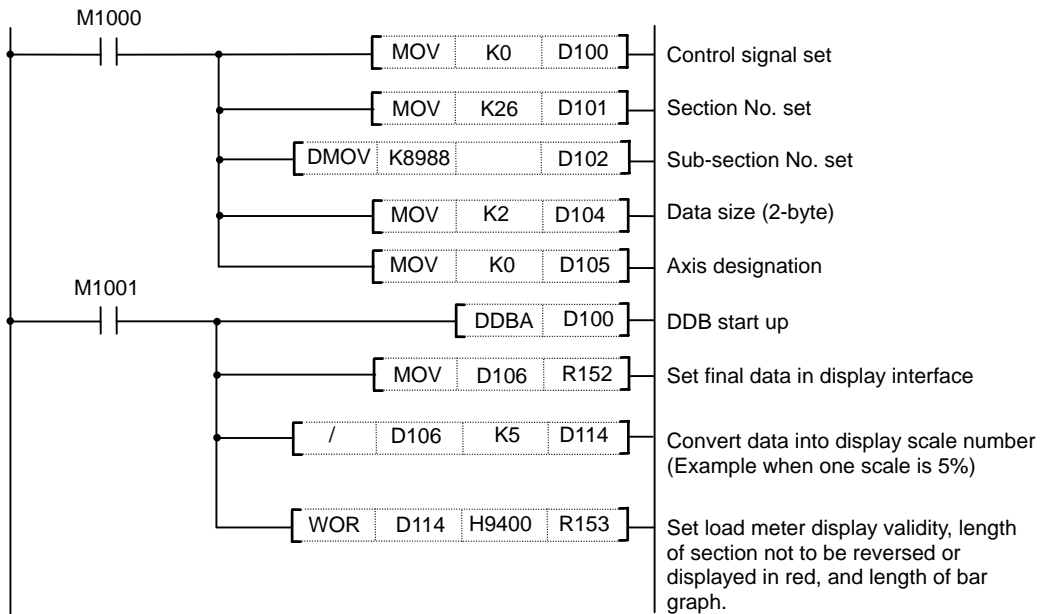 M1000
MOV K0 D100 Control signal set
MOV K26 D101 Section No. set
DMOV K8988 D102 Sub-section No. set
MOV K2 D104 Data size (2-byte)
MOV K0 D105 Axis designation
M1001
DDBA D100 DDB start up
MOV D106 R152 Set final data in display interface
/ D106 K5 D114 Convert data into display scale number
(Example when one scale is 5%)
WOR D114 H9400 R153 Set load meter display validity, length
of section not to be reversed or
displayed in red, and length of bar
graph.